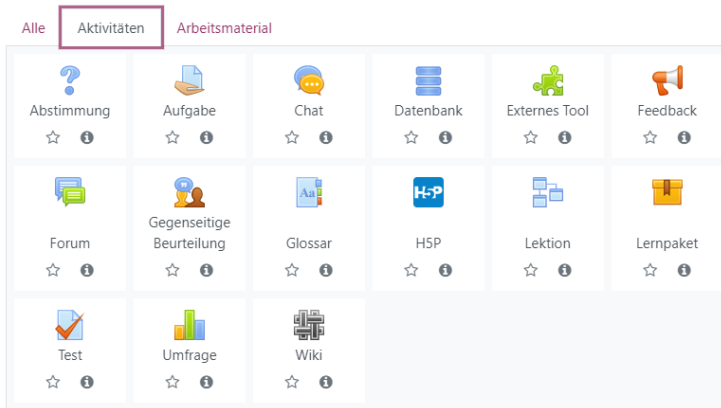 Alle Aktivitäten Arbeitsmaterial
Abstimmung Aufgabe Chat Datenbank Externes Tool Feedback
Forum Gegenseitige Beurteilung Glossar H5P Lektion Lernpaket
Test Umfrage Wiki